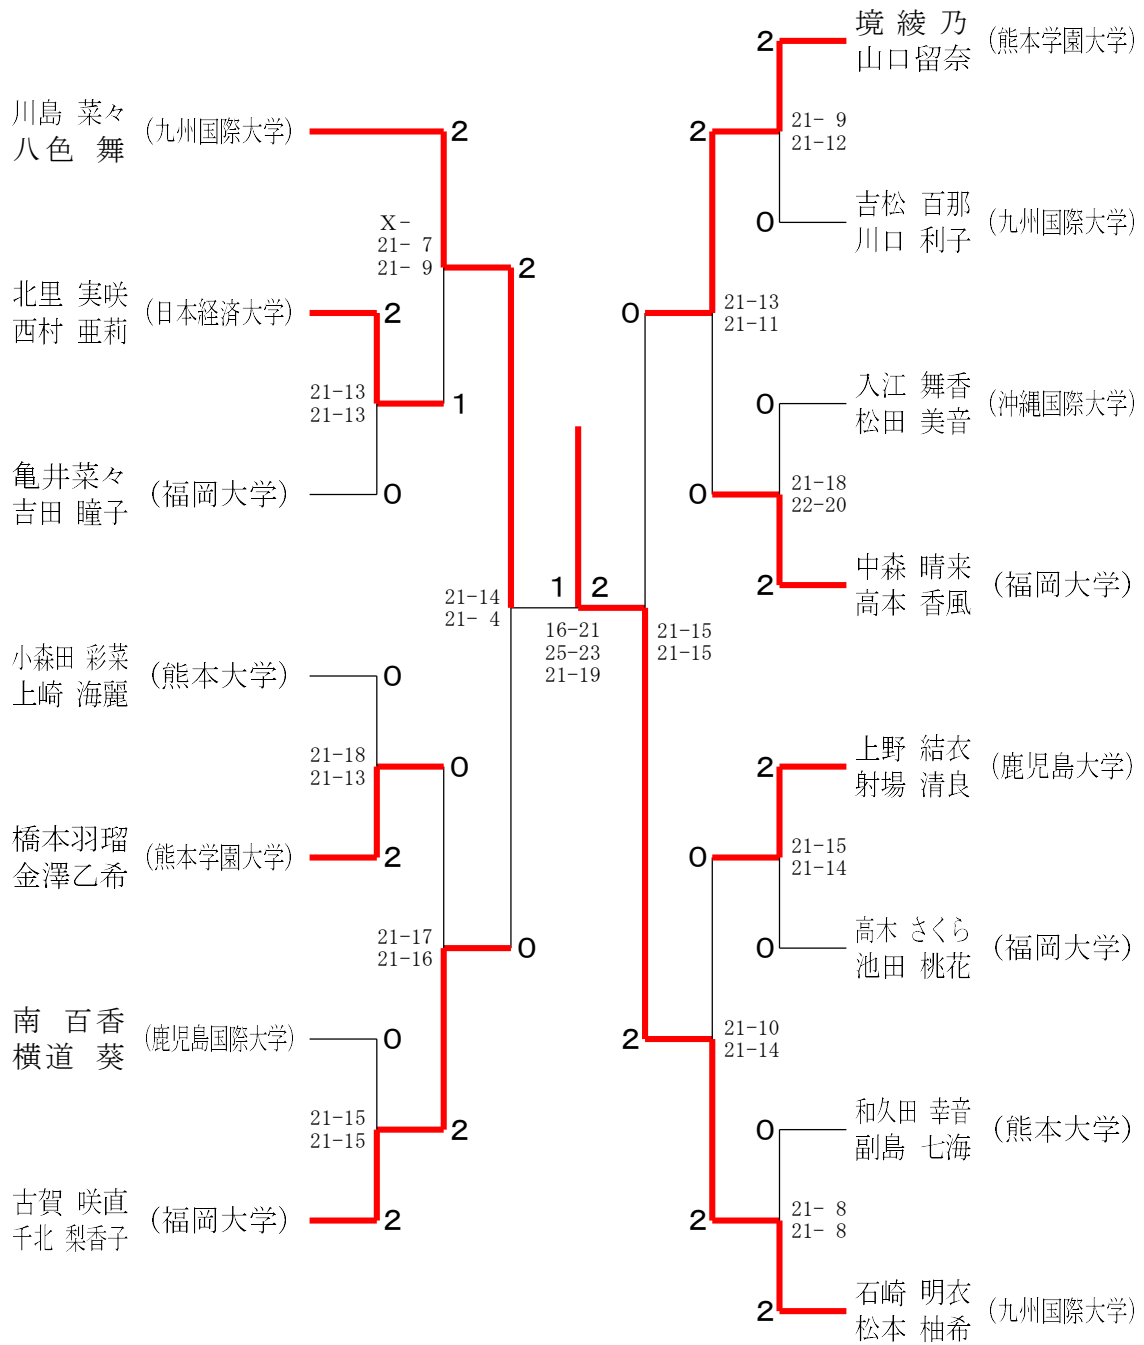 川島 菜々
八色 舞
(九州国際大学)
2
X-
21- 7
21- 9
2
北里 実咲
西村 亜莉
(日本経済大学)
2
21-13
21-13
1
亀井菜々
吉田 瞳子
(福岡大学)
0
21-14
21- 4
小森田 彩菜
上崎 海麗
(熊本大学)
0
21-18
21-13
0
橋本羽瑠
金澤乙希
(熊本学園大学)
2
21-17
21-16
0
南 百香
横道 葵
(鹿児島国際大学)
0
21-15
21-15
2
古賀 咲直
千北 梨香子
(福岡大学)
2
1 2
16-21
25-23
21-19
2
境 綾 乃
山口留奈
(熊本学園大学)
2
21- 9
21-12
0
吉松 百那
川口 利子
(九州国際大学)
0
21-13
21-11
0
入江 舞香
松田 美音
(沖縄国際大学)
0
21-18
22-20
2
中森 晴来
高本 香風
(福岡大学)
21-15
21-15
2
上野 結衣
射場 清良
(鹿児島大学)
0
21-15
21-14
0
高木 さくら
池田 桃花
(福岡大学)
2
21-10
21-14
0
和久田 幸音
副島 七海
(熊本大学)
2
21- 8
21- 8
2
石崎 明衣
松本 柚希
(九州国際大学)